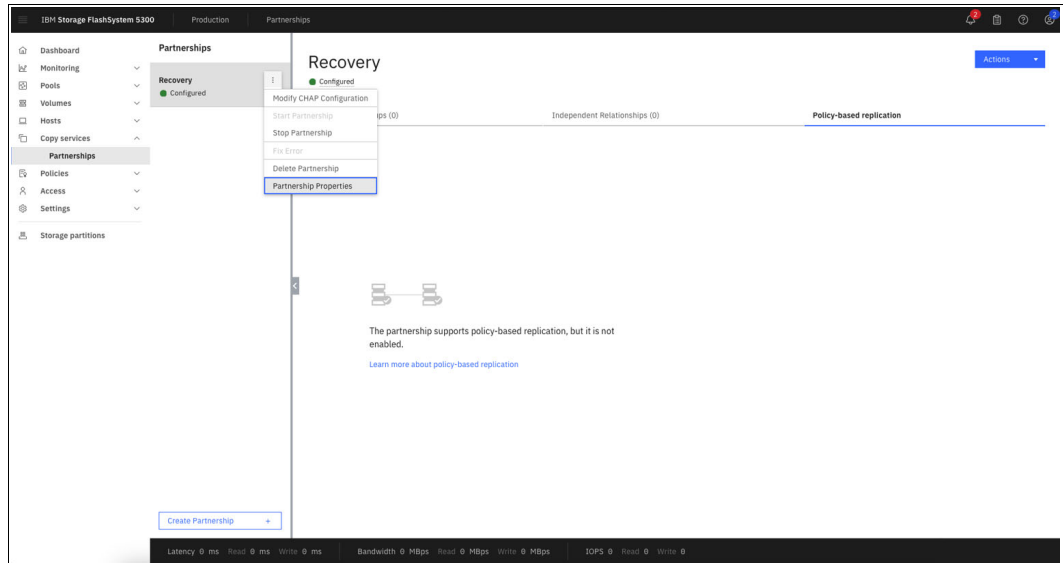 IBM Storage FlashSystem 5300 Production Partnerships 2 2
Dashboard
Monitoring
Pools
Volumes
Hosts
Copy services
Partnerships
Policies
Access
Settings
Storage partitions
Partnerships
Recovery
Configured
Modify CHAP Configuration
Start Partnership
Stop Partnership
Fix Error
Delete Partnership
Partnership Properties
Create Partnership +
Recovery
Configured
Actions
ips (0) Independent Relationships (0) Policy-based replication
The partnership supports policy-based replication, but it is not
enabled.
Learn more about policy-based replication
Latency 0 ms Read 0 ms Write 0 ms Bandwidth 0 MBps Read 0 MBps Write 0 MBps IOPS 0 Read 0 Write 0